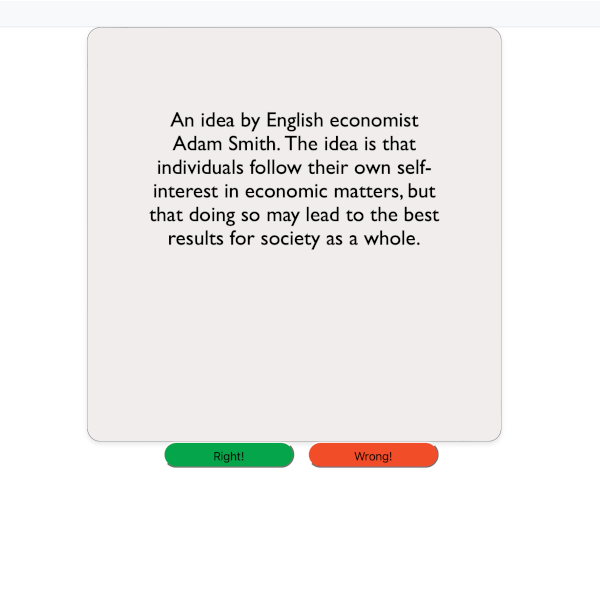 An idea by English economist
Adam Smith. The idea is that
individuals follow their own self-
interest in economic matters, but
that doing so may lead to the best
results for society as a whole.
Right! Wrong!